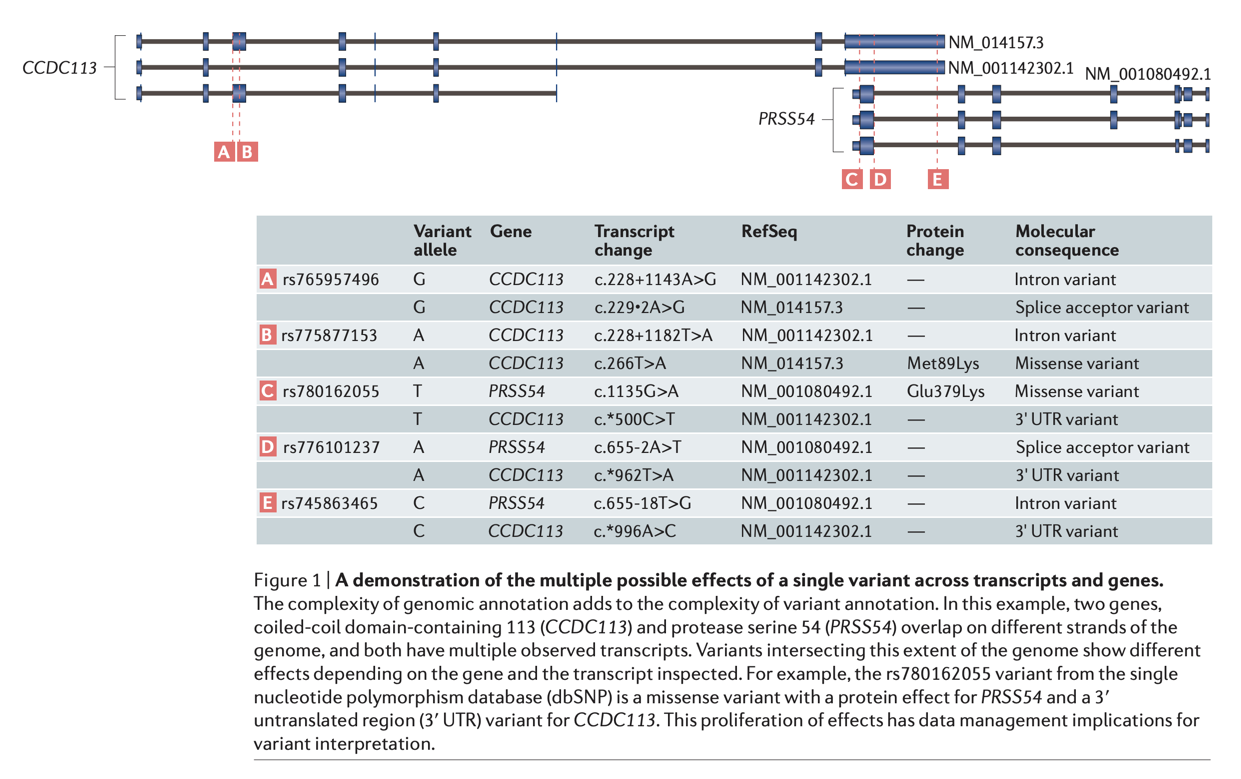 NM_014157.3
CCDC113
NM_001142302.1
NM_001080492.1
PRSS54
A B
C D E
Variant allele Gene Transcript change RefSeq Protein change Molecular consequence
A rs765957496 G CCDC113 c.228+1143A>G NM_001142302.1 — Intron variant
G CCDC113 c.229•2A>G NM_014157.3 — Splice acceptor variant
B rs775877153 A CCDC113 c.228+1182T>A NM_001142302.1 — Intron variant
A CCDC113 c.266T>A NM_014157.3 Met89Lys Missense variant
C rs780162055 T PRSS54 c.1135G>A NM_001080492.1 Glu379Lys Missense variant
T CCDC113 c.*500C>T NM_001142302.1 — 3' UTR variant
D rs776101237 A PRSS54 c.655-2A>T NM_001080492.1 — Splice acceptor variant
A CCDC113 c.*962T>A NM_001142302.1 — 3' UTR variant
E rs745863465 C PRSS54 c.655-18T>G NM_001080492.1 — Intron variant
C CCDC113 c.*996A>C NM_001142302.1 — 3' UTR variant
Figure 1 | A demonstration of the multiple possible effects of a single variant across transcripts and genes.
The complexity of genomic annotation adds to the complexity of variant annotation. In this example, two genes,
coiled-coil domain-containing 113 (CCDC113) and protease serine 54 (PRSS54) overlap on different strands of the
genome, and both have multiple observed transcripts. Variants intersecting this extent of the genome show different
effects depending on the gene and the transcript inspected. For example, the rs780162055 variant from the single
nucleotide polymorphism database (dbSNP) is a missense variant with a protein effect for PRSS54 and a 3′
untranslated region (3′ UTR) variant for CCDC113. This proliferation of effects has data management implications for
variant interpretation.